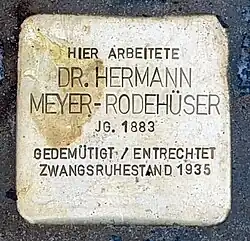 HIER ARBEITETE
DR. HERMANN
MEYER-RODEHÜSER
JG. 1883
GEDEMÜTIGT / ENTRECHTET
ZWANGSRUHESTAND 1935